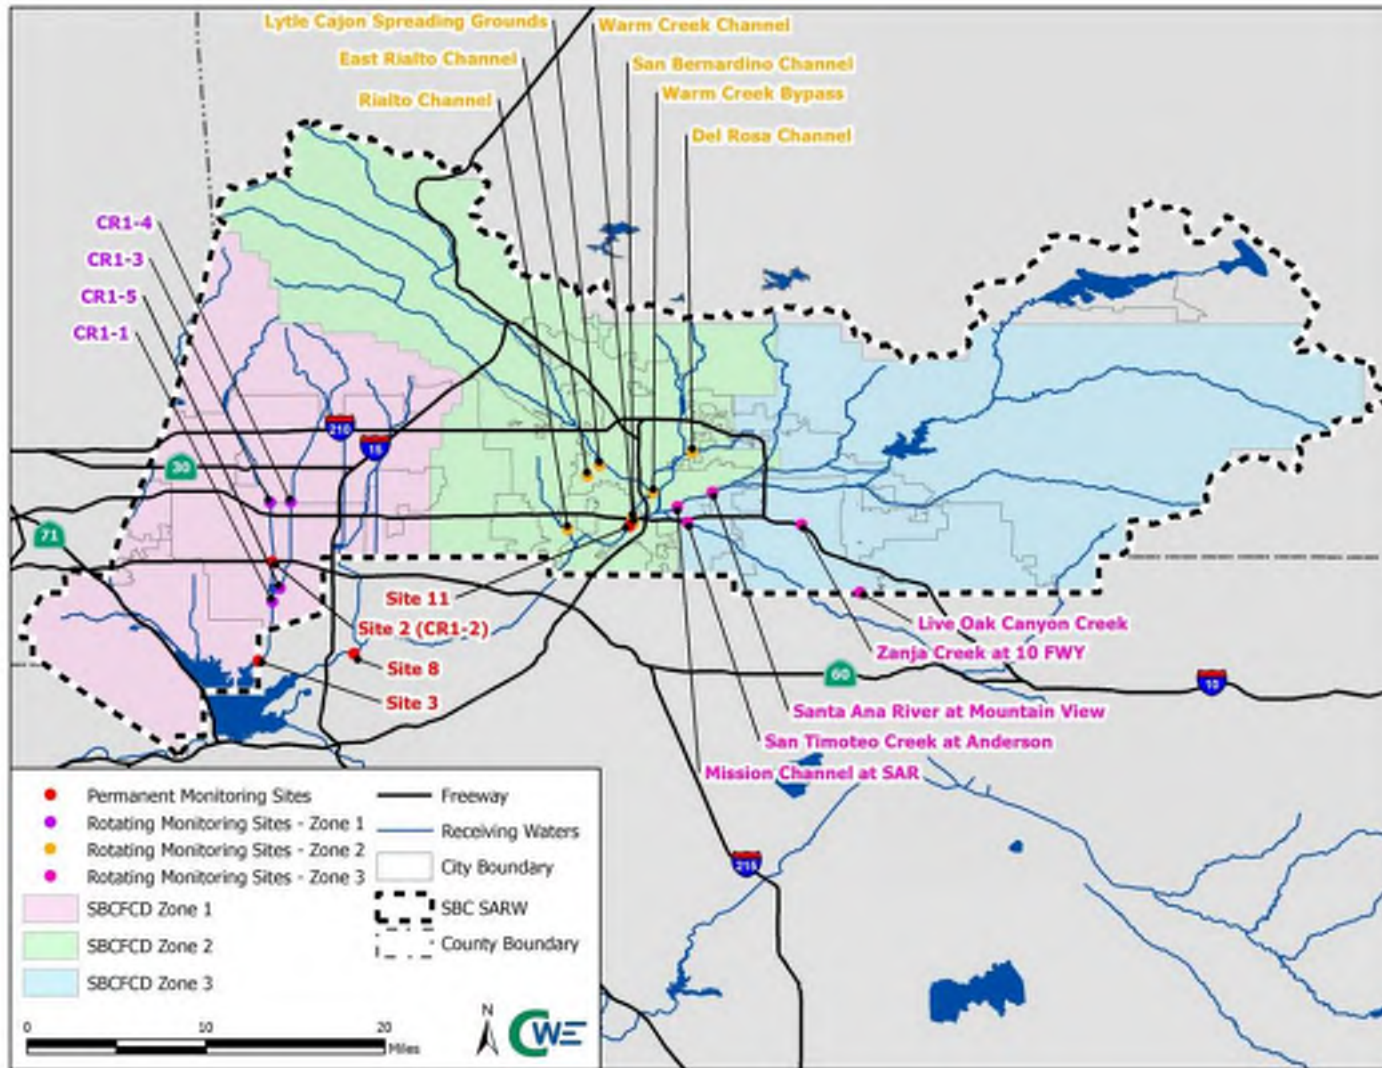 Lytle Cajon Spreading Grounds
Warm Creek Channel
East Rialto Channel
San Bernardino Channel
Rialto Channel
Warm Creek Bypass
Del Rosa Channel
CR1-4
CR1-3
CR1-5
CR1-1
210
15
30
71
Site 11
Site 2 (CR1-2)
Site 8
Site 3
Live Oak Canyon Creek
Zanja Creek at 10 FWY
60
10
Santa Ana River at Mountain View
San Timoteo Creek at Anderson
Mission Channel at SAR
215
Permanent Monitoring Sites
Rotating Monitoring Sites - Zone 1
Rotating Monitoring Sites - Zone 2
Rotating Monitoring Sites - Zone 3
SBCFCD Zone 1
SBCFCD Zone 2
SBCFCD Zone 3
Freeway
Receiving Waters
City Boundary
SBC SARW
County Boundary
0 10 20
Miles
N
CWE